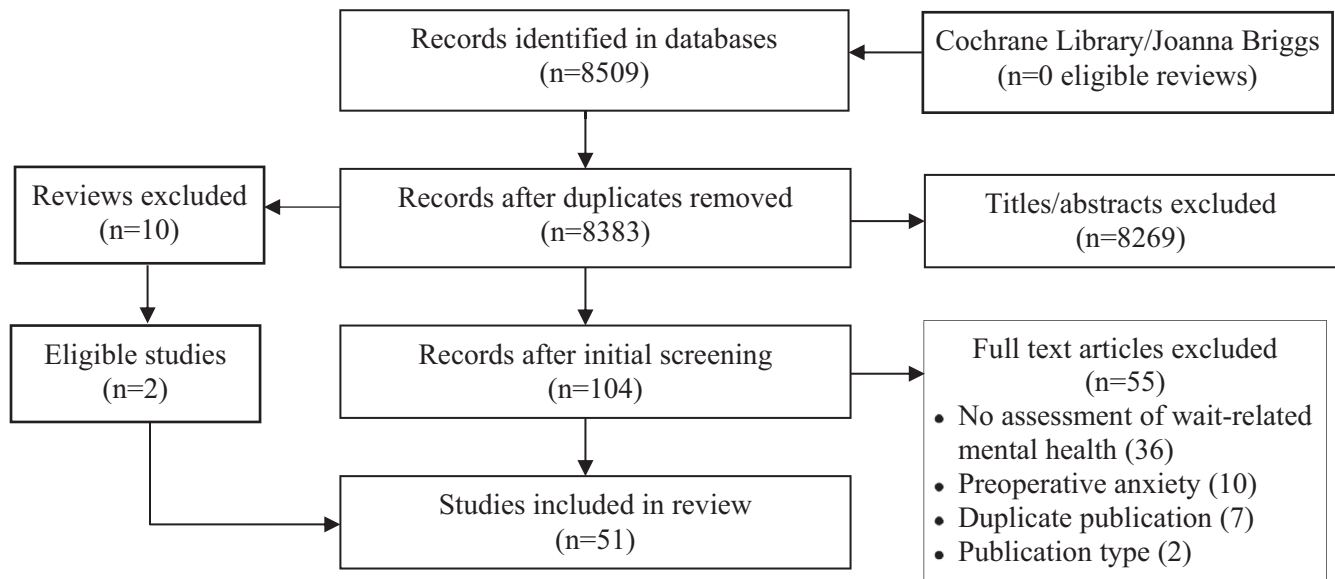 Records identified in databases
(n=8509)
Cochrane Library/Joanna Briggs
(n=0 eligible reviews)
Reviews excluded
(n=10)
Records after duplicates removed
(n=8383)
Titles/abstracts excluded
(n=8269)
Eligible studies
(n=2)
Records after initial screening
(n=104)
Full text articles excluded
(n=55)
• No assessment of wait-related
mental health (36)
• Preoperative anxiety (10)
• Duplicate publication (7)
• Publication type (2)
Studies included in review
(n=51)